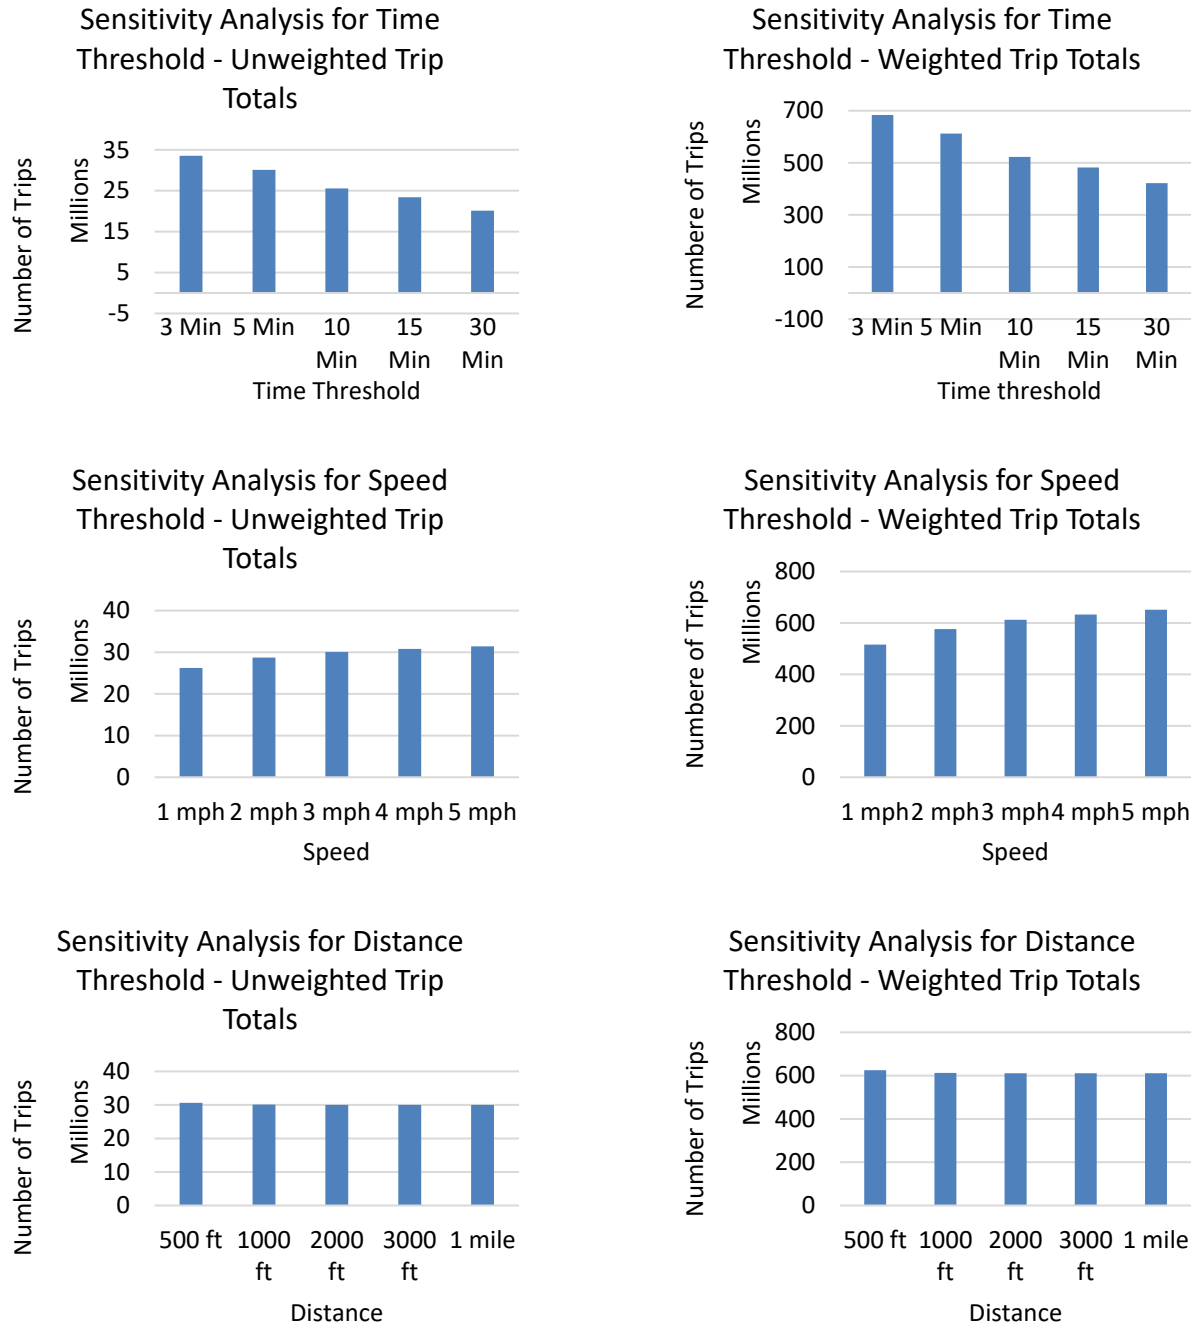 Sensitivity Analysis for Time
Threshold - Unweighted Trip
Totals
Number of Trips
Millions
35
25
15
5
-5
3 Min 5 Min 10 15 30
Min Min Min
Time Threshold
Sensitivity Analysis for Time
Threshold - Weighted Trip Totals
Numbere of Trips
Millions
700
500
300
100
-100
3 Min 5 Min 10 15 30
Min Min Min
Time threshold
Sensitivity Analysis for Speed
Threshold - Unweighted Trip
Totals
Number of Trips
Millions
40
30
20
10
0
1 mph 2 mph 3 mph 4 mph 5 mph
Speed
Sensitivity Analysis for Speed
Threshold - Weighted Trip Totals
Numbere of Trips
Millions
800
600
400
200
0
1 mph 2 mph 3 mph 4 mph 5 mph
Speed
Sensitivity Analysis for Distance
Threshold - Unweighted Trip
Totals
Number of Trips
Millions
40
30
20
10
0
500 ft 1000 2000 3000 1 mile
ft ft ft
Distance
Sensitivity Analysis for Distance
Threshold - Weighted Trip Totals
Number of Trips
Millions
800
600
400
200
0
500 ft 1000 2000 3000 1 mile
ft ft ft
Distance